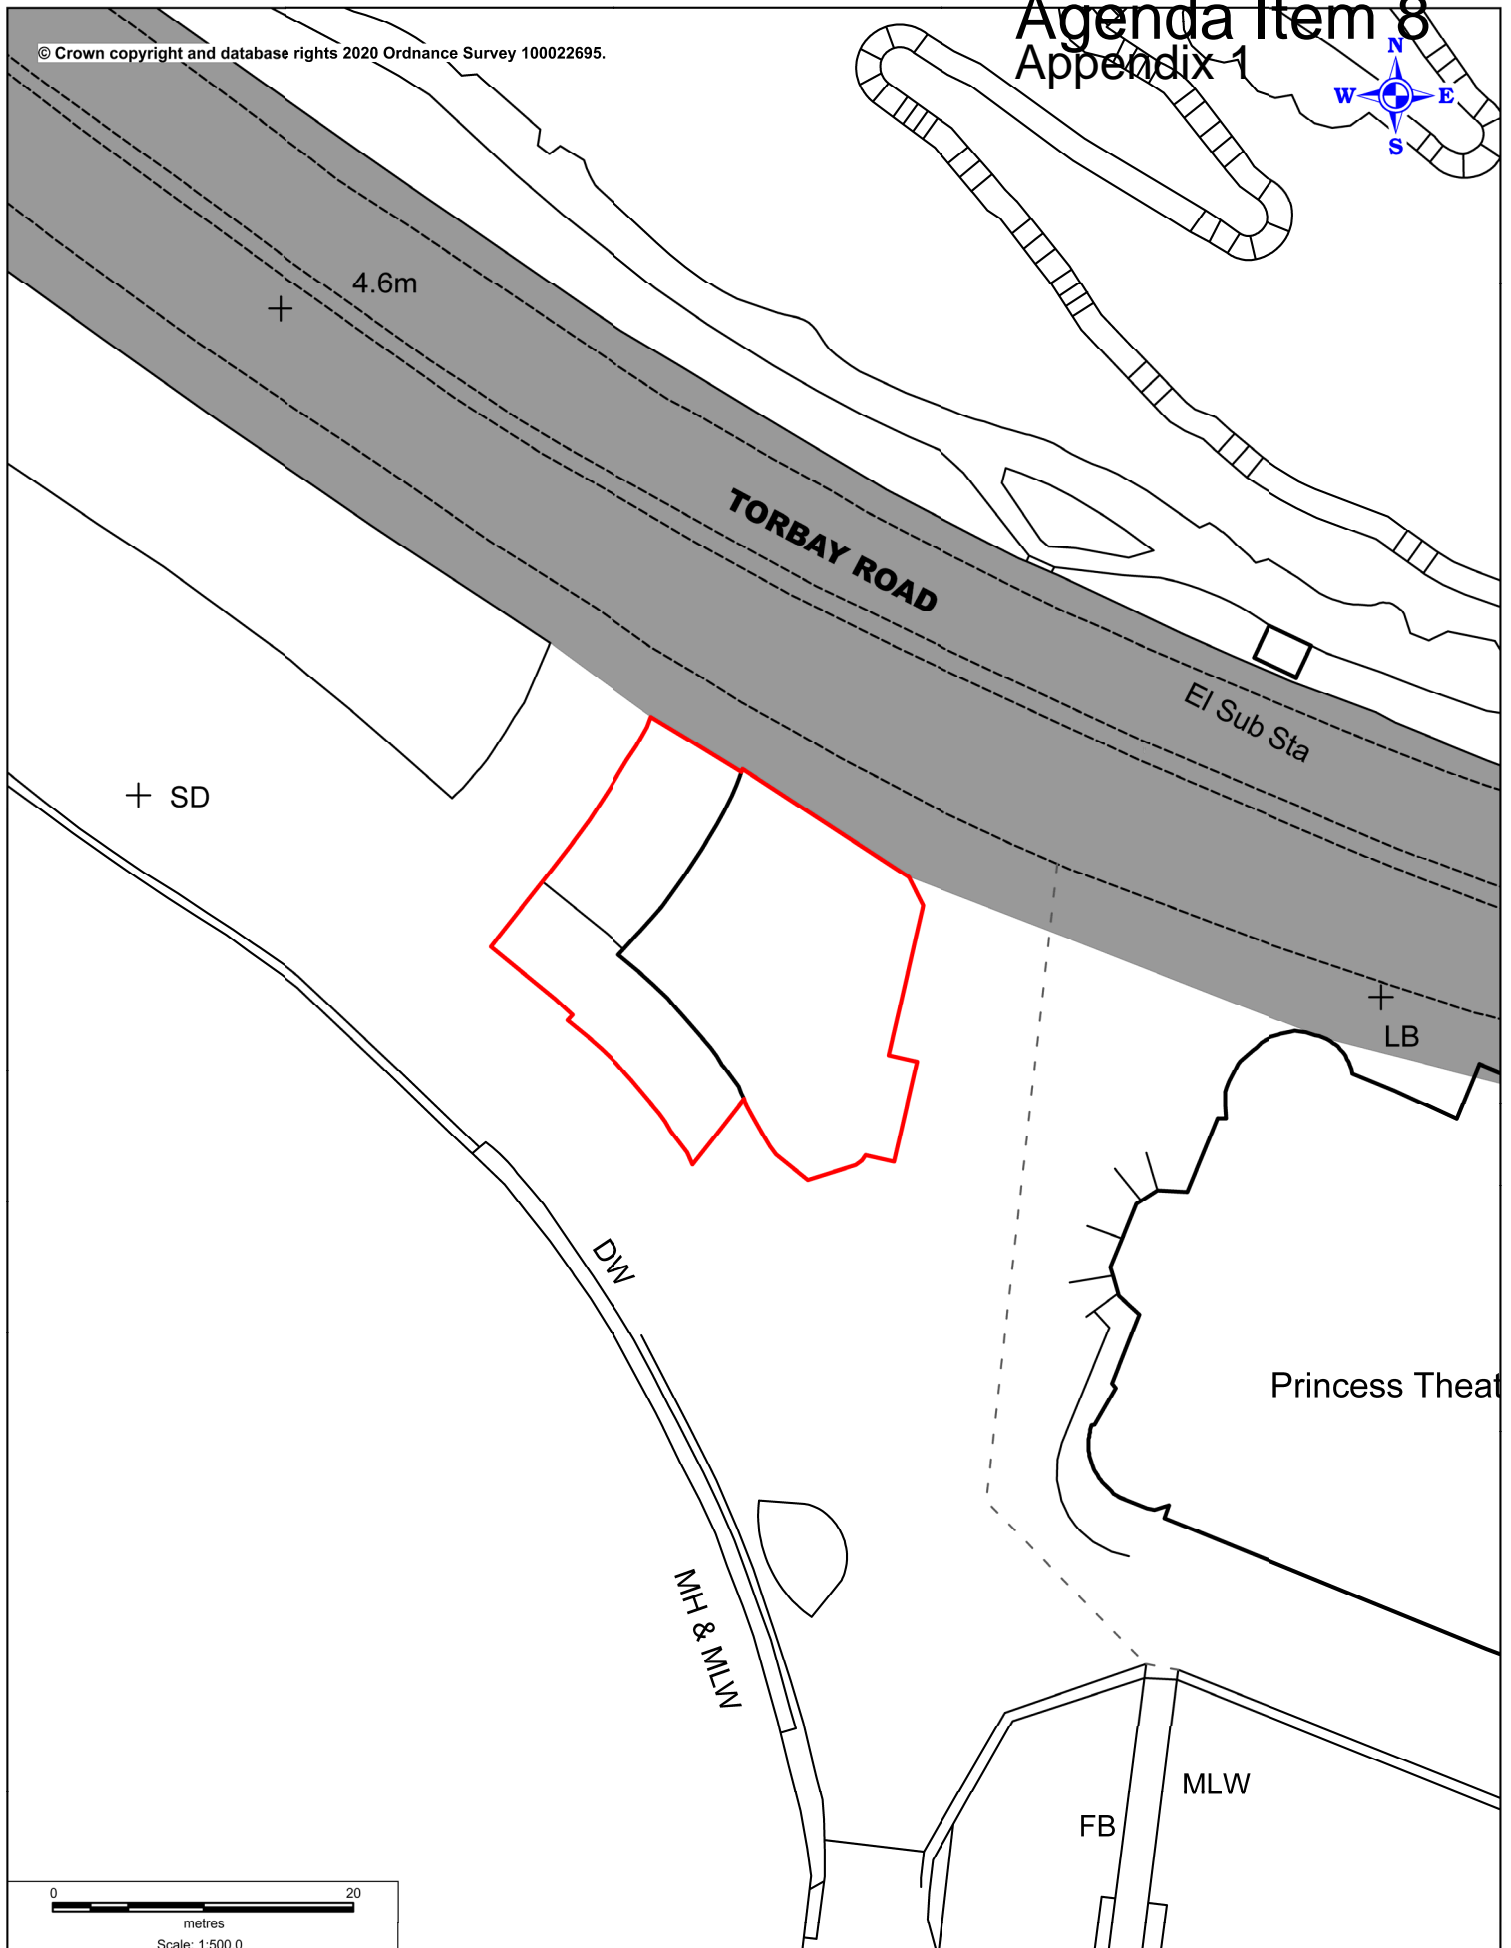 Agenda Item 8
Appendix 1
© Crown copyright and database rights 2020 Ordnance Survey 100022695.
N
W E
S
4.6m
TORBAY ROAD
El Sub Sta
SD
LB
DW
Princess Theat
MH & MLW
MLW
FB
0 20
metres
Scale: 1:500.0